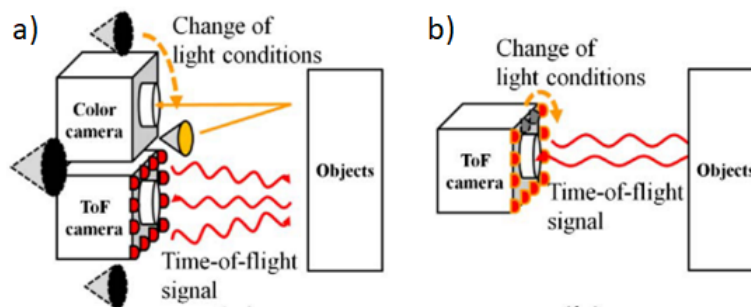 a)
Change of
light conditions
Color
camera
ToF
camera
Objects
Time-of-flight
signal
b)
Change of
light conditions
ToF
camera
Objects
Time-of-flight
signal